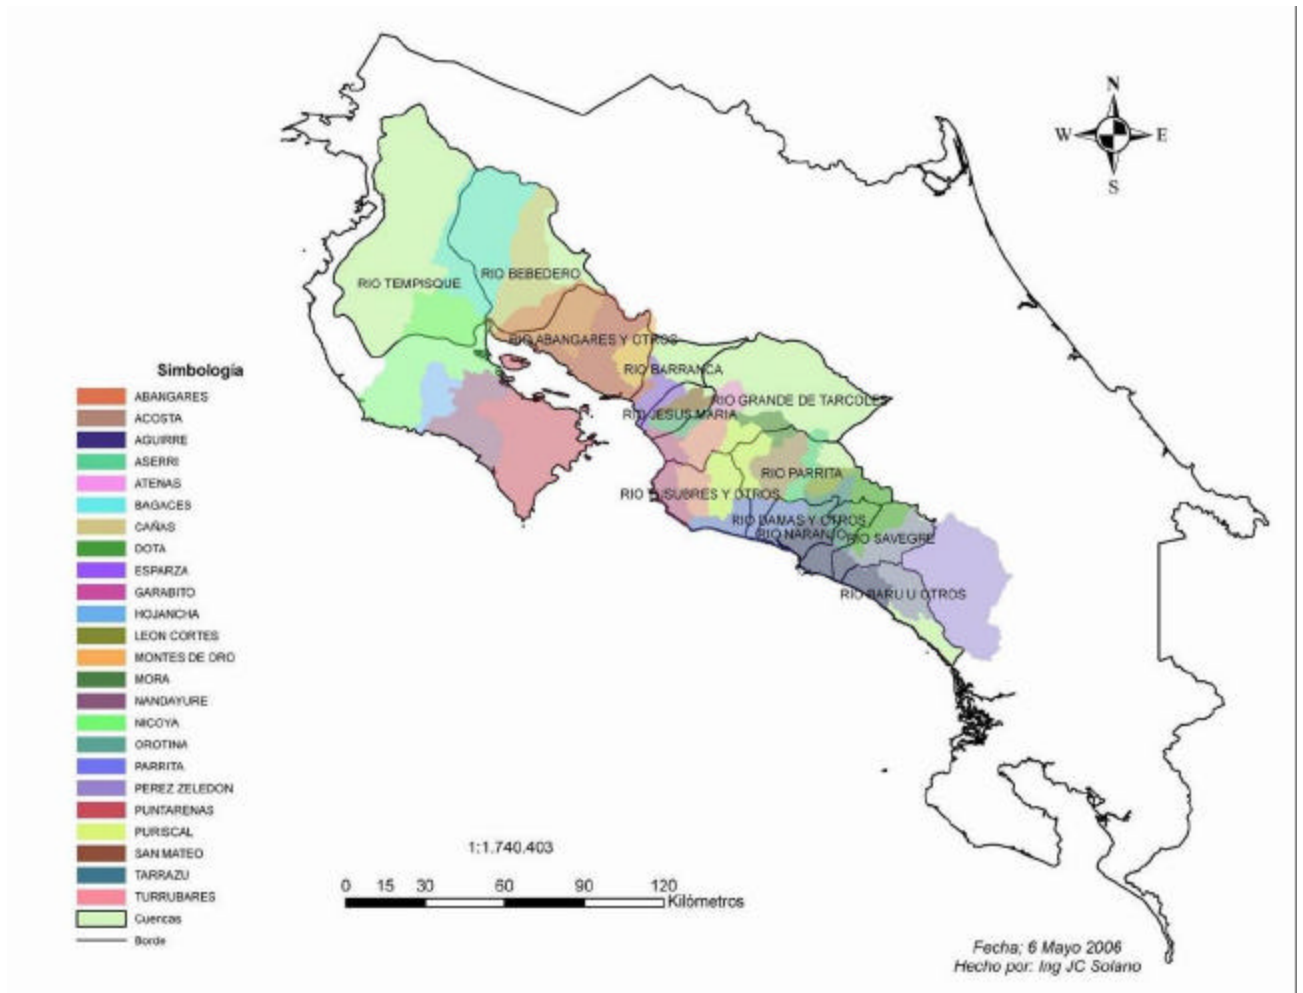 N
W E
S
RIO TEMPISQUE
RIO BEBEDERO
RIO ABANGARES Y OTROS
RIO BARRANCA
RIO GRANDE DE TARCOLES
RIO JESUS MARIA
RIO PARRITA
RIO TUSUBRES Y OTROS
RIO DAMAS Y OTROS
RIO NARANJO
RIO SAVEGRE
RIO BARU U OTROS
Simbología
ABANGARES
ACOSTA
AGUIRRE
ASERRI
ATENAS
BAGACES
CAÑAS
DOTA
ESPARZA
GARABITO
HOJANCHA
LEON CORTES
MONTES DE ORO
MORA
NANDAYURE
NICOYA
OROTINA
PARRITA
PEREZ ZELEDON
PUNTARENAS
PURISCAL
SAN MATEO
TARRAZU
TURRUBARES
Cuencas
Borde
1:1.740.403
0 15 30 60 90 120
Kilómetros
Fecha; 6 Mayo 2006
Hecho por: Ing JC Solano